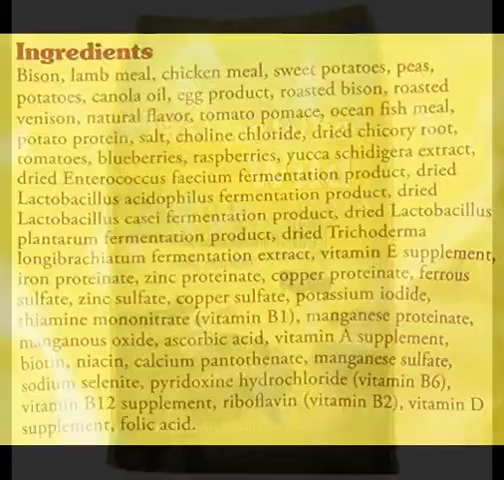 Ingredients
Bison, lamb meal, chicken meal, sweet potatoes, peas,
potatoes, canola oil, egg product, roasted bison, roasted
venison, natural flavor, tomato pomace, ocean fish meal,
potato protein, salt, choline chloride, dried chicory root,
tomatoes, blueberries, raspberries, yucca schidigera extract,
dried Enterococcus faecium fermentation product, dried
Lactobacillus acidophilus fermentation product, dried
Lactobacillus casei fermentation product, dried Lactobacillus
plantarum fermentation product, dried Trichoderma
longibrachiatum fermentation extract, vitamin E supplement,
iron proteinate, zinc proteinate, copper proteinate, ferrous
sulfate, zinc sulfate, copper sulfate, potassium iodide,
thiamine mononitrate (vitamin B1), manganese proteinate,
manganous oxide, ascorbic acid, vitamin A supplement,
biotin, niacin, calcium pantothenate, manganese sulfate,
sodium selenite, pyridoxine hydrochloride (vitamin B6),
vitamin B12 supplement, riboflavin (vitamin B2), vitamin D
supplement, folic acid.